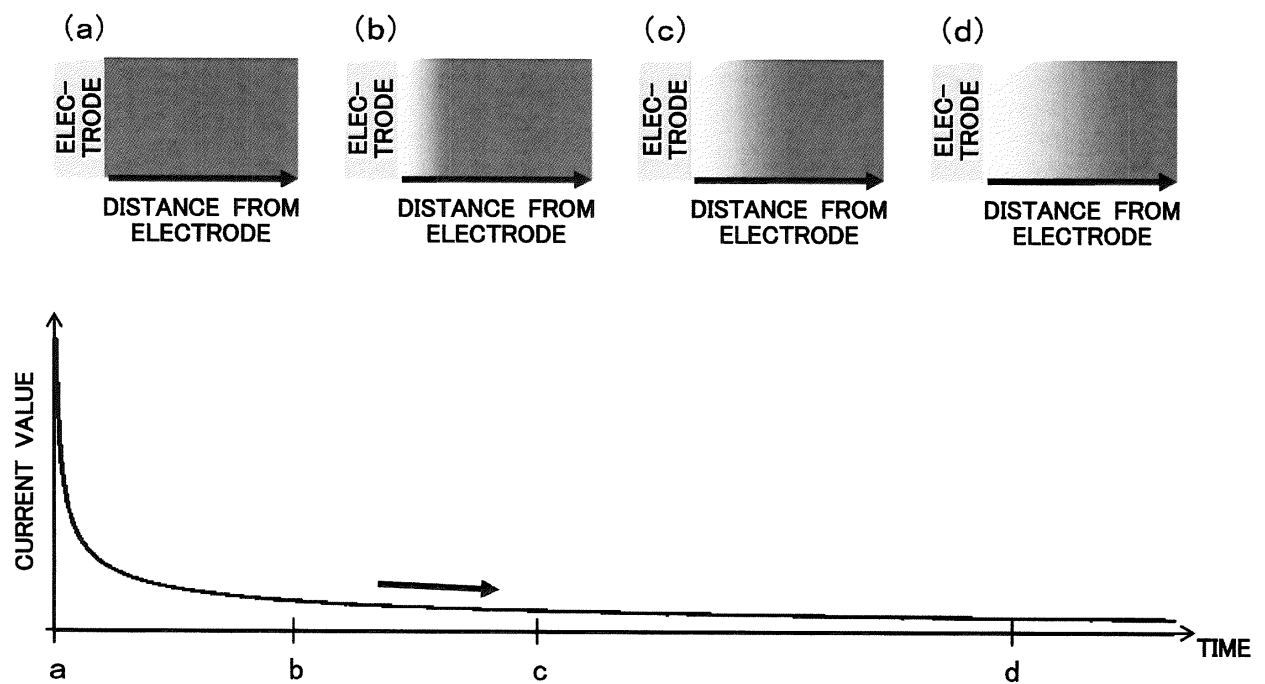 (a)
(b)
(c)
(d)
ELEC-
TRODE
ELEC-
TRODE
ELEC-
TRODE
ELEC-
TRODE
DISTANCE FROM
ELECTRODE
DISTANCE FROM
ELECTRODE
DISTANCE FROM
ELECTRODE
DISTANCE FROM
ELECTRODE
CURRENT VALUE
TIME
a
b
c
d